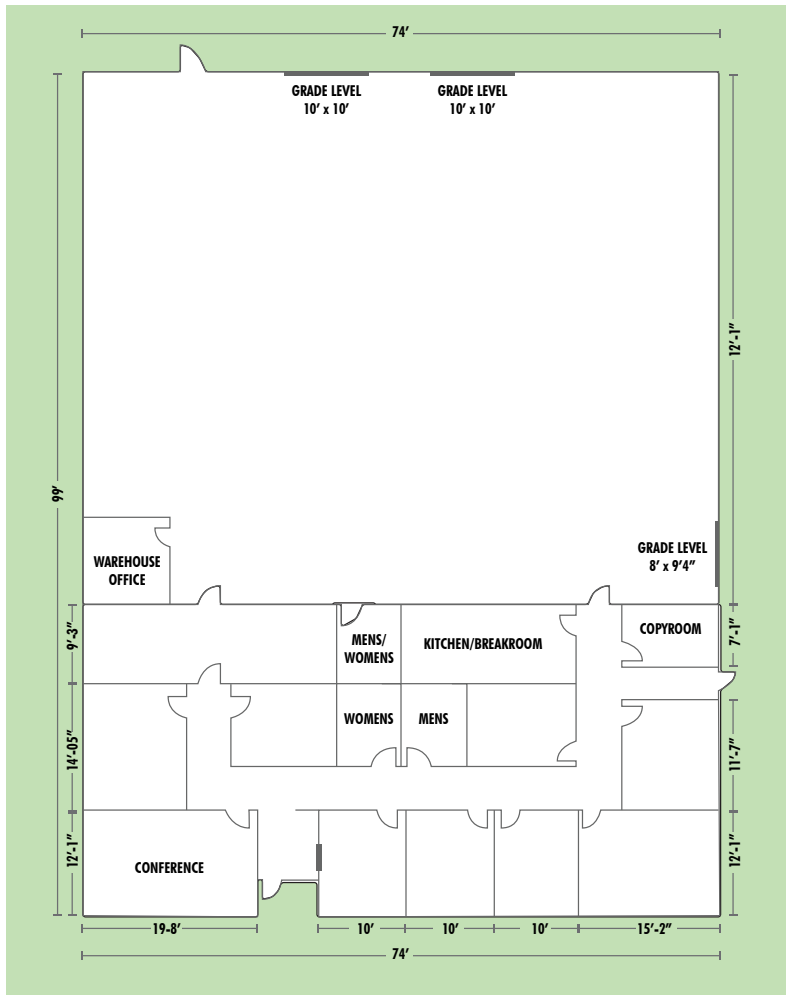 74’
GRADE LEVEL
10’ x 10’
GRADE LEVEL
10’ x 10’
12’-1”
99’
GRADE LEVEL
8’ x 9’4”
WAREHOUSE
OFFICE
9’-3”
MENS/
WOMENS
KITCHEN/BREAKROOM
COPYROOM
7’-1”
WOMENS
MENS
14’-05”
11’-7”
12’-1”
CONFERENCE
12’-1”
19-8’
10’
10’
10’
15’-2”
74’